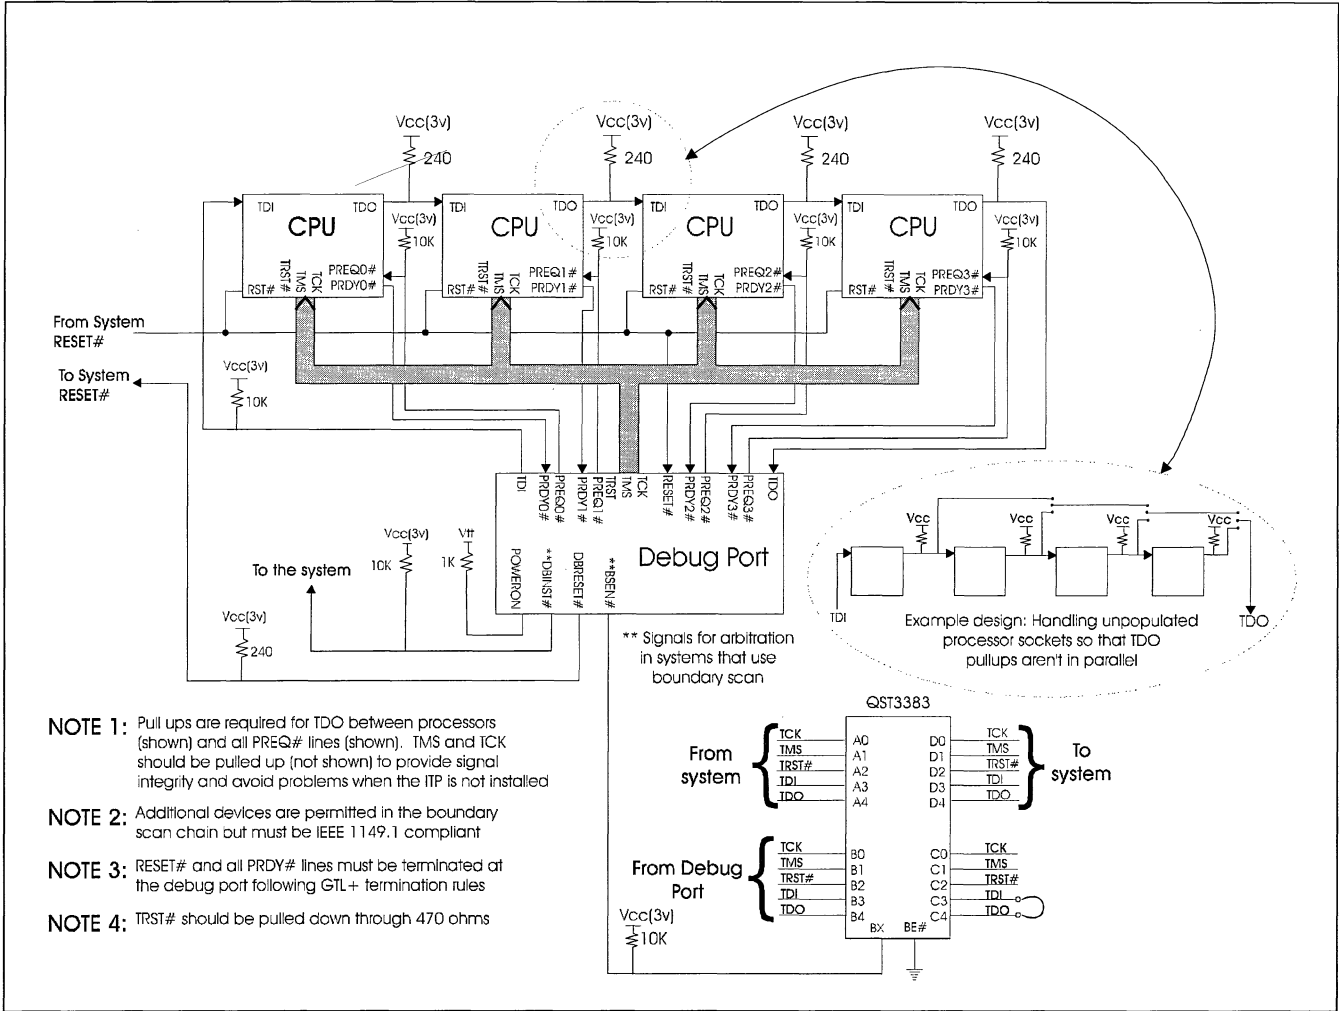 Vcc(3v)
240
Vcc(3v)
240
Vcc(3v)
240
Vcc(3v)
240
TDI
TDO
CPU
Vcc(3v)
10K
TRST#
TMS
TCK
PREQ0#
PRDY0#
RST#
TDI
TDO
CPU
Vcc(3v)
10K
TRST#
TMS
TCK
PREQ1#
PRDY1#
RST#
TDI
TDO
CPU
Vcc(3v)
10K
TRST#
TMS
TCK
PREQ2#
PRDY2#
RST#
TDI
TDO
CPU
Vcc(3v)
10K
TRST#
TMS
TCK
PREQ3#
PRDY3#
RST#
From System
RESET#
To System
RESET#
Vcc(3v)
10K
TDI
PRDY0#
PREQ0#
PRDY1#
PREQ1#
TRST
TMS
TCK
RESET#
PRDY2#
PREQ2#
PRDY3#
PREQ3#
TDO
Debug Port
POWERON
**DBINST#
DBRESET#
**BSEN#
Vcc(3v)
10K
Vtt
1K
To the system
Vcc(3v)
240
** Signals for arbitration
in systems that use
boundary scan
Vcc
Vcc
Vcc
Vcc
TDI
TDO
Example design: Handling unpopulated
processor sockets so that TDO
pullups aren't in parallel
NOTE 1: Pull ups are required for TDO between processors
(shown) and all PREQ# lines (shown). TMS and TCK
should be pulled up (not shown) to provide signal
integrity and avoid problems when the ITP is not installed
NOTE 2: Additional devices are permitted in the boundary
scan chain but must be IEEE 1149.1 compliant
NOTE 3: RESET# and all PRDY# lines must be terminated at
the debug port following GTL+ termination rules
NOTE 4: TRST# should be pulled down through 470 ohms
QST3383
From
system
TCK
TMS
TRST#
TDI
TDO
A0
A1
A2
A3
A4
D0
D1
D2
D3
D4
TCK
TMS
TRST#
TDI
TDO
To
system
From Debug
Port
TCK
TMS
TRST#
TDI
TDO
B0
B1
B2
B3
B4
C0
C1
C2
C3
C4
TCK
TMS
TRST#
TDI
TDO
BX
BE#
Vcc(3v)
10K